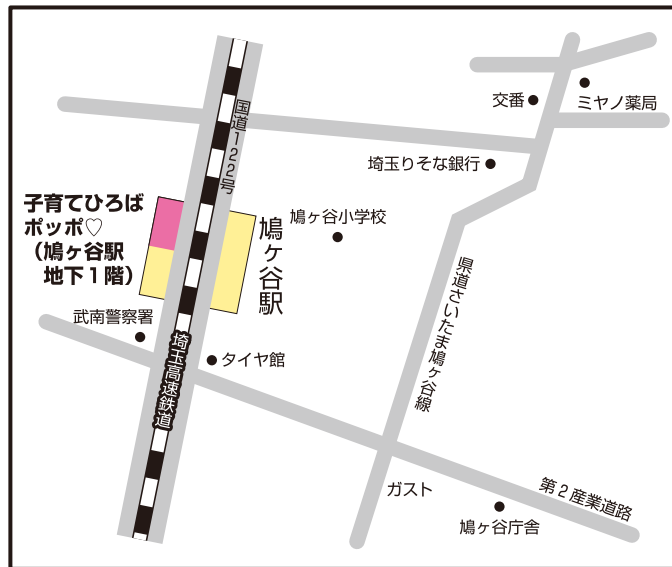 交番
ミヤノ薬局
国道122号
埼玉りそな銀行
子育てひろば
ポッポ♡
(鳩ヶ谷駅
地下1階)
鳩ヶ谷駅
鳩ヶ谷小学校
県道さいたま鳩ヶ谷線
武南警察署
タイヤ館
埼玉高速鉄道
ガスト
第2産業道路
鳩ヶ谷庁舎